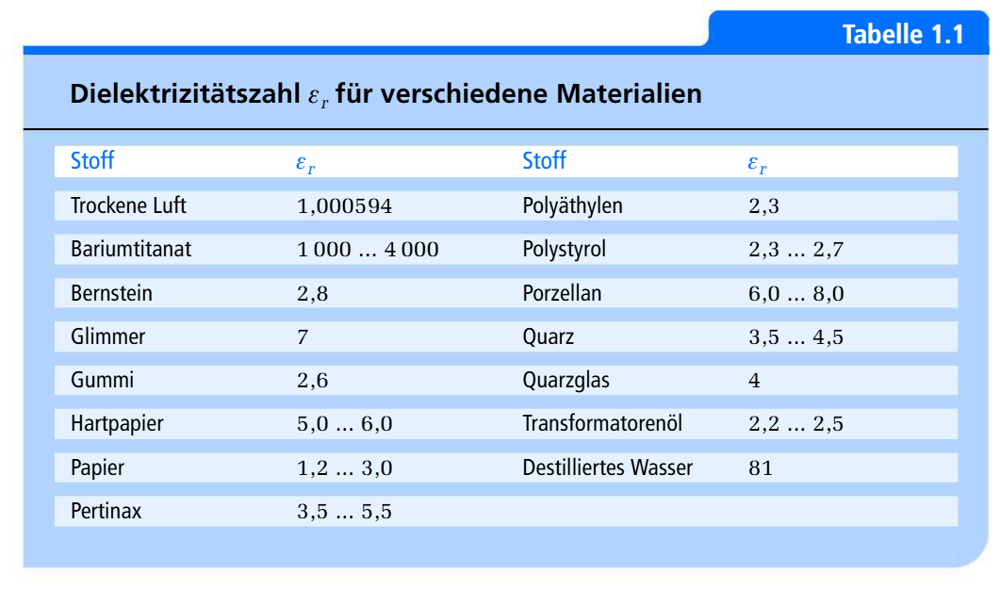 Tabelle 1.1
Dielektrizitätszahl εr für verschiedene Materialien
Stoff εr Stoff εr
Trockene Luft 1,000594 Polyäthylen 2,3
Bariumtitanat 1 000 ... 4 000 Polystyrol 2,3 ... 2,7
Bernstein 2,8 Porzellan 6,0 ... 8,0
Glimmer 7 Quarz 3,5 ... 4,5
Gummi 2,6 Quarzglas 4
Hartpapier 5,0 ... 6,0 Transformatorenöl 2,2 ... 2,5
Papier 1,2 ... 3,0 Destilliertes Wasser 81
Pertinax 3,5 ... 5,5